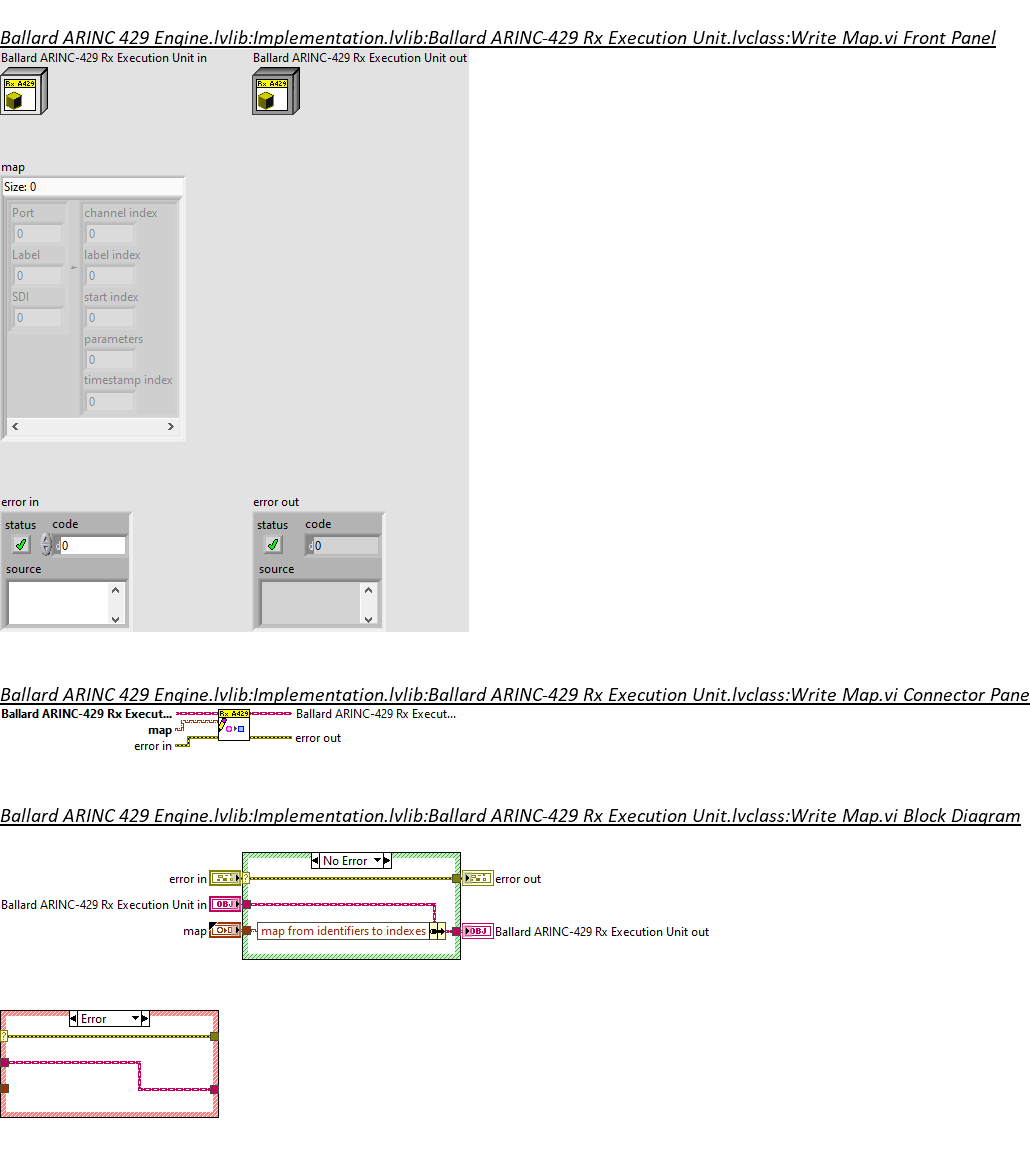 Ballard ARINC 429 Engine.lvlib:Implementation.lvlib:Ballard ARINC-429 Rx Execution Unit.lvclass:Write Map.vi Front Panel
Ballard ARINC-429 Rx Execution Unit in
Ballard ARINC-429 Rx Execution Unit out
Rx A429
Rx A429
map
Size: 0
Port
channel index
0
0
Label
label index
0
0
SDI
start index
0
0
parameters
0
timestamp index
0
error in
error out
status code
status code
0
0
source
source
Ballard ARINC 429 Engine.lvlib:Implementation.lvlib:Ballard ARINC-429 Rx Execution Unit.lvclass:Write Map.vi Connector Pane
Ballard ARINC-429 Rx Execut...
Rx A429
Ballard ARINC-429 Rx Execut...
map
error in
error out
Ballard ARINC 429 Engine.lvlib:Implementation.lvlib:Ballard ARINC-429 Rx Execution Unit.lvclass:Write Map.vi Block Diagram
No Error
error in
?
error out
Ballard ARINC-429 Rx Execution Unit in
OBJ
map
map from identifiers to indexes
OBJ
Ballard ARINC-429 Rx Execution Unit out
Error
?